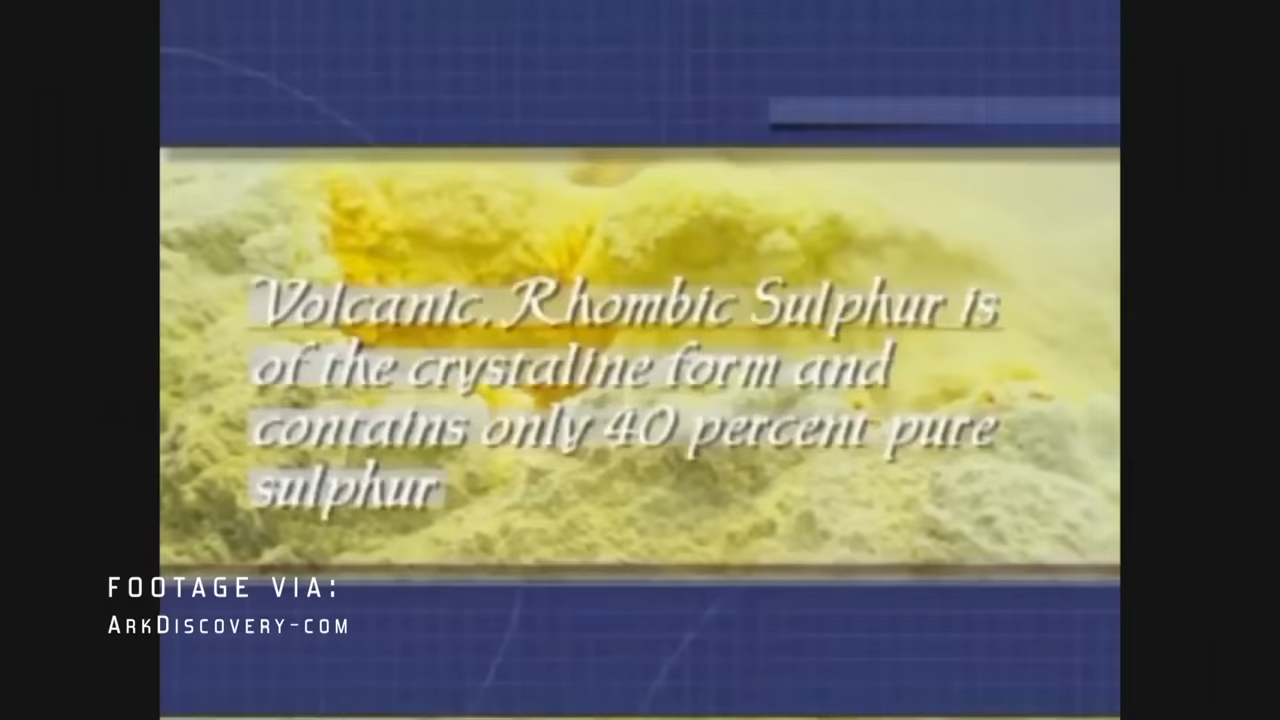 Volcanic, Rhombic Sulphur is
of the crystaline form and
contains only 40 percent pure
sulphur
FOOTAGE VIA:
ARKDISCOVERY-COM